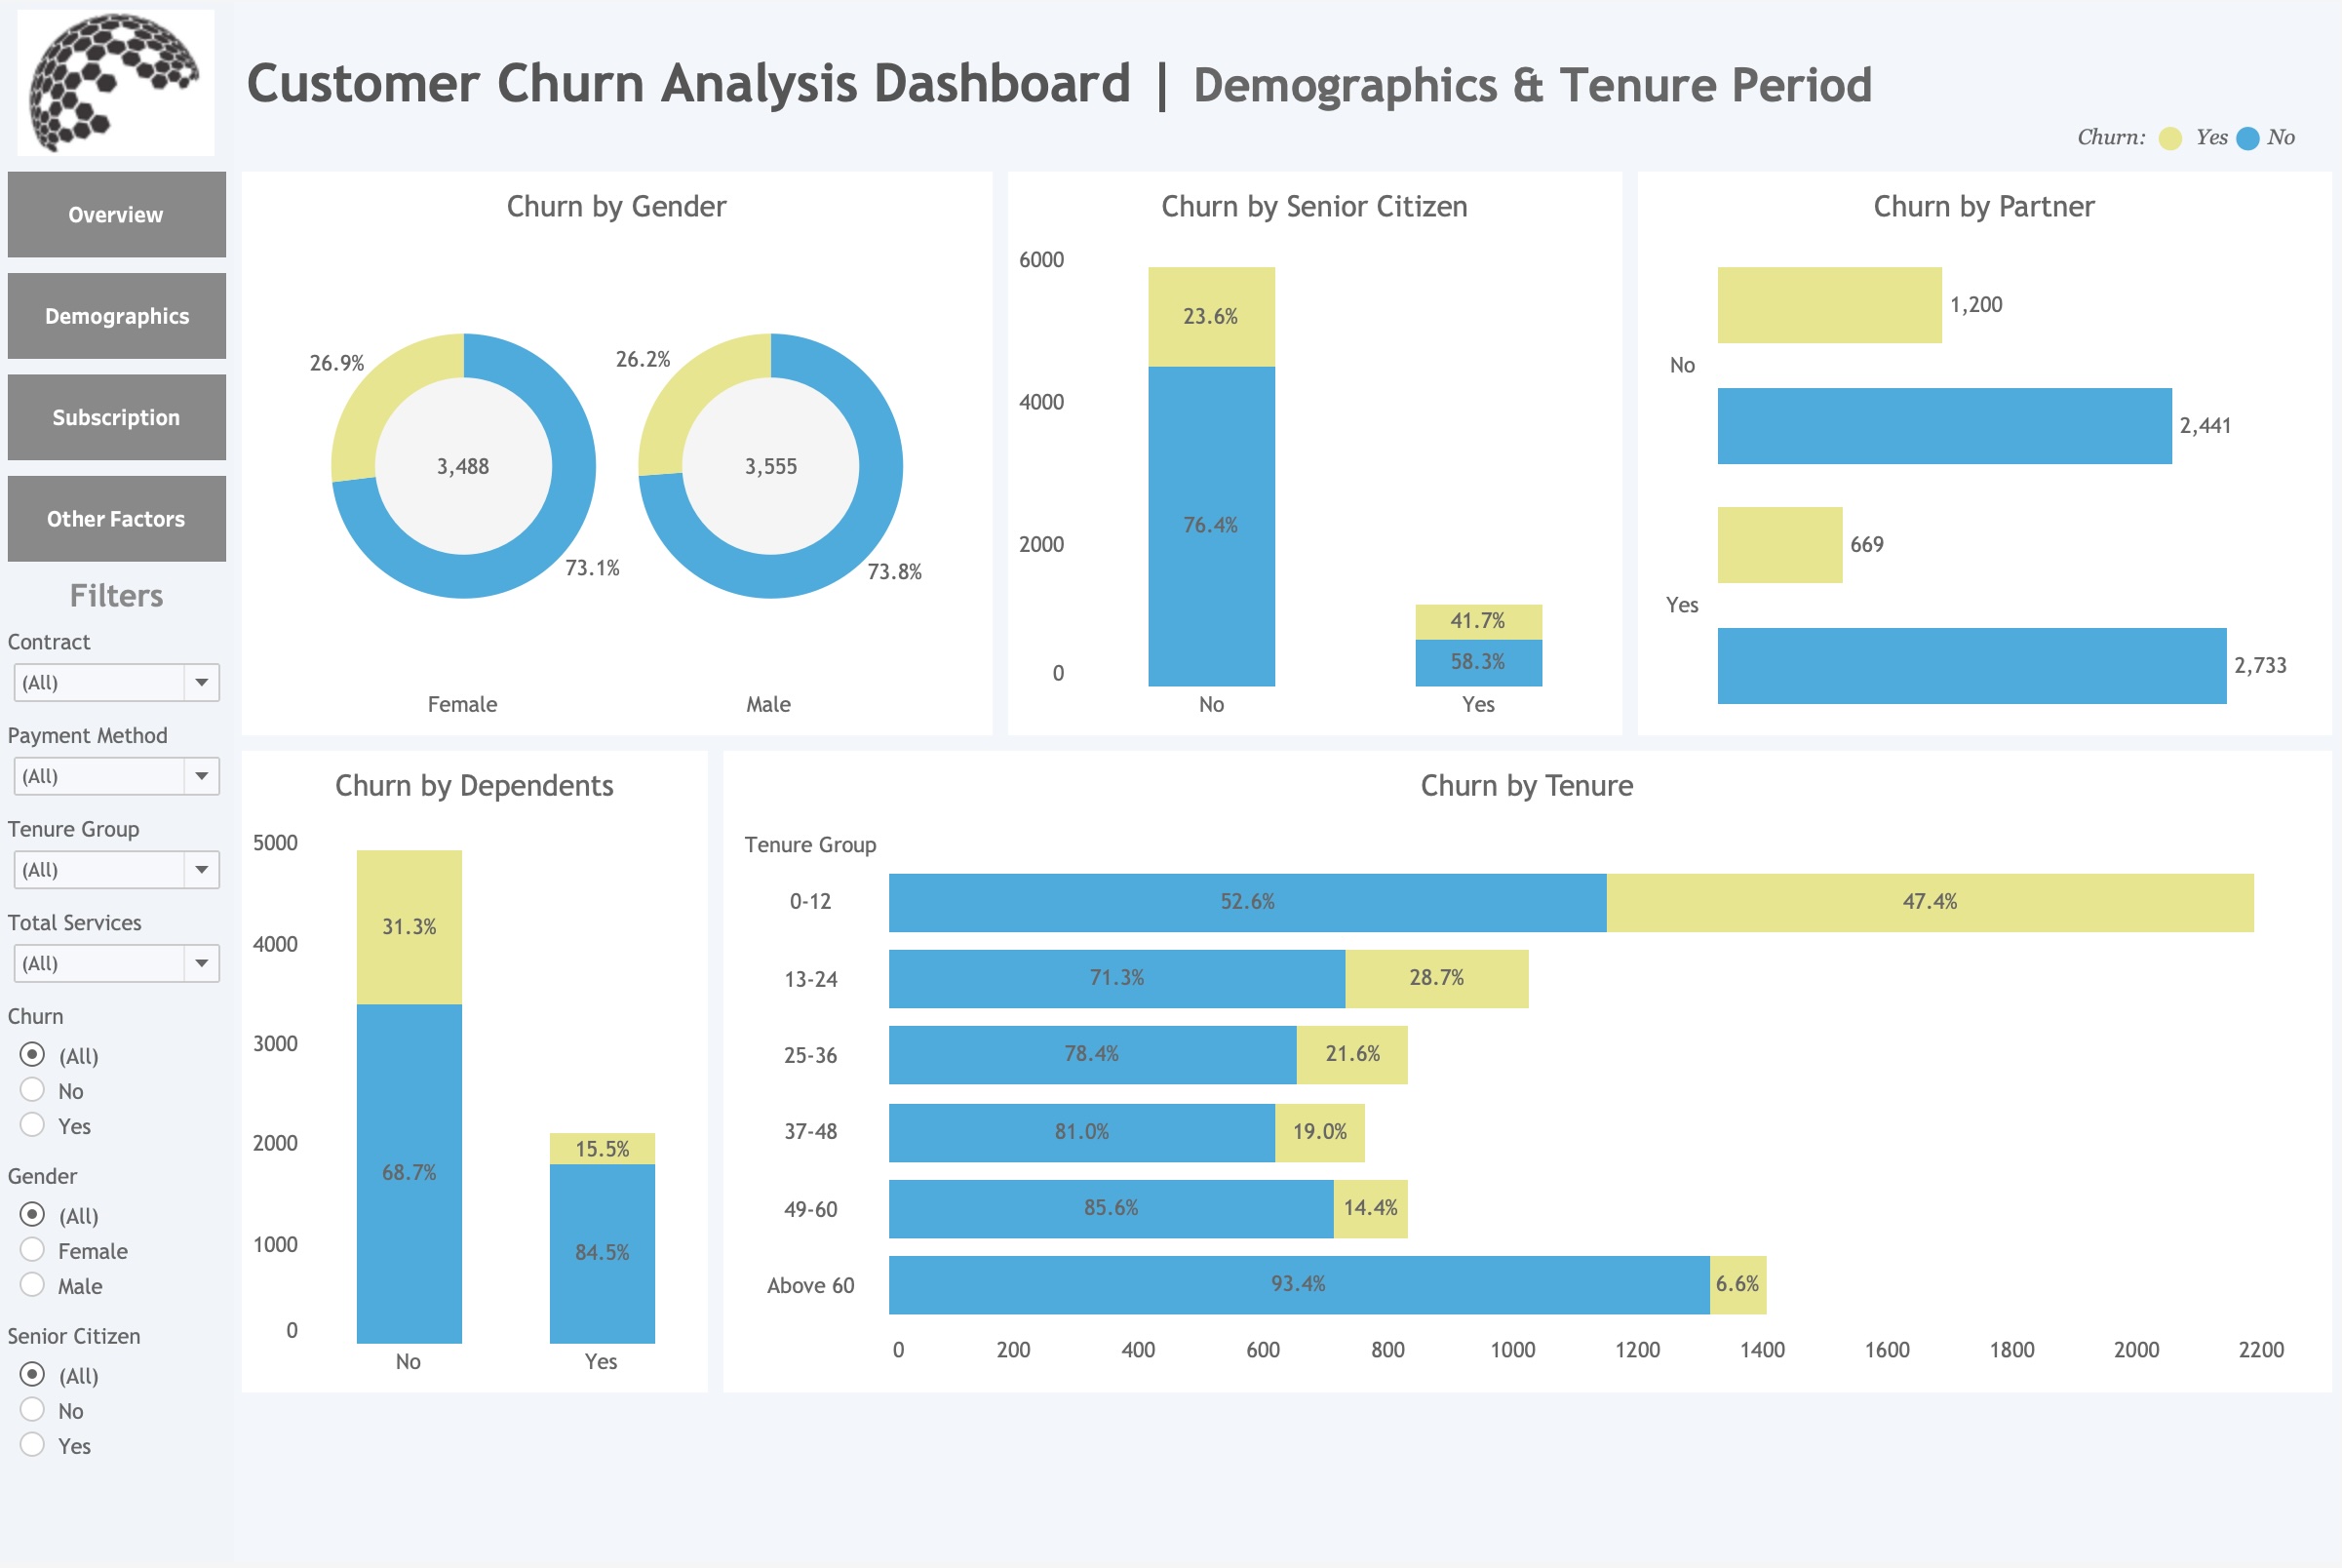 Customer Churn Analysis Dashboard | Demographics & Tenure Period
Churn: Yes No
Overview
Demographics
Subscription
Other Factors
Filters
Contract
(All)
Payment Method
(All)
Tenure Group
(All)
Total Services
(All)
Churn
(All)
No
Yes
Gender
(All)
Female
Male
Senior Citizen
(All)
No
Yes
Churn by Gender
26.9%
3,488
73.1%
26.2%
3,555
73.8%
Female Male
Churn by Senior Citizen
6000
4000
2000
0
23.6%
76.4%
41.7%
58.3%
No Yes
Churn by Partner
No
1,200
2,441
Yes
669
2,733
Churn by Dependents
5000
4000
3000
2000
1000
0
31.3%
68.7%
15.5%
84.5%
No Yes
Churn by Tenure
Tenure Group
0-12 52.6% 47.4%
13-24 71.3% 28.7%
25-36 78.4% 21.6%
37-48 81.0% 19.0%
49-60 85.6% 14.4%
Above 60 93.4% 6.6%
0 200 400 600 800 1000 1200 1400 1600 1800 2000 2200